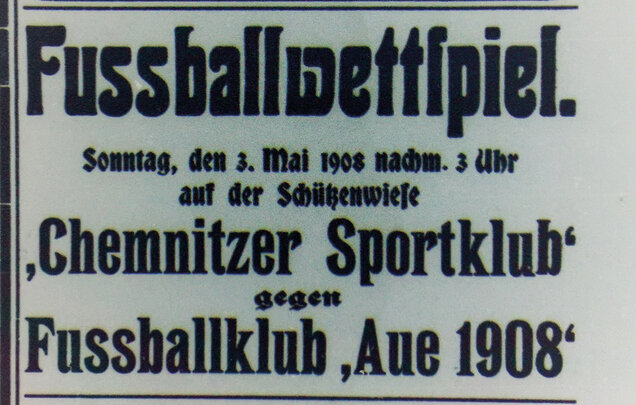 Fussballwettspiel.
Sonntag, den 3. Mai 1908 nachm. 3 Uhr
auf der Schützenwiese
‚Chemnitzer Sportklub‘
gegen
Fussballklub ‚Aue 1908‘